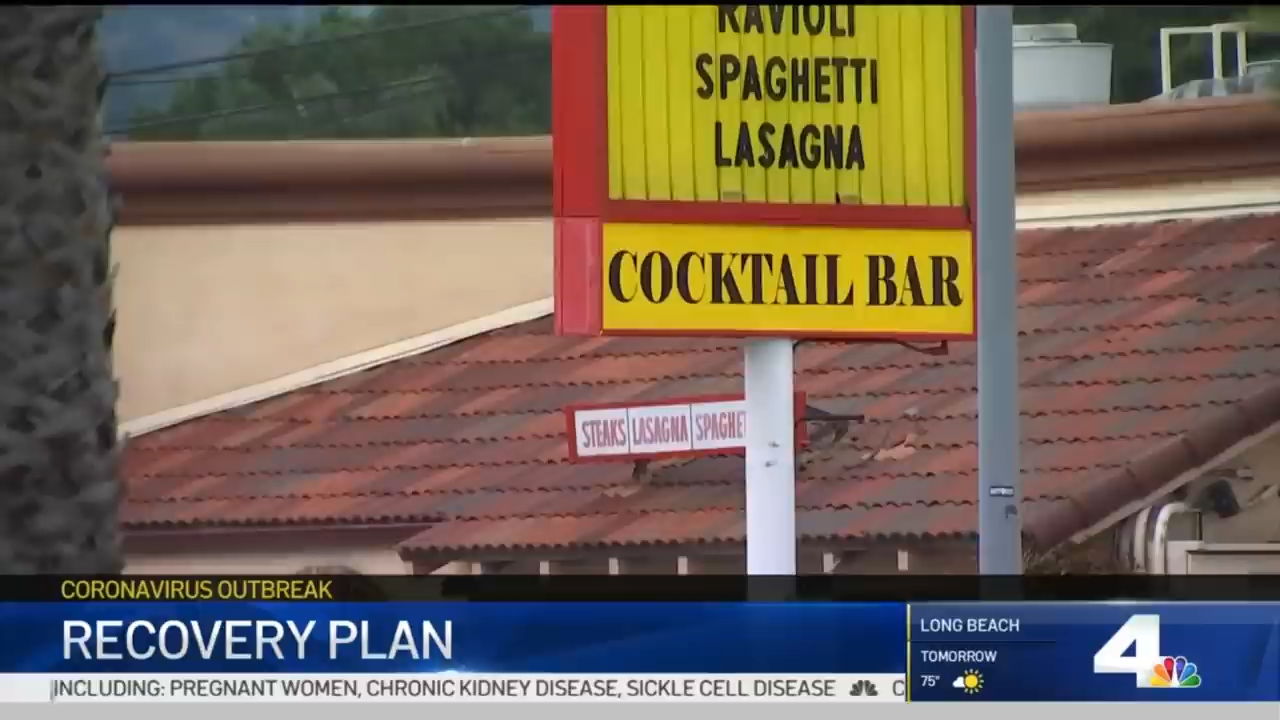 RAVIOLI
SPAGHETTI
LASAGNA
COCKTAIL BAR
STEAKS LASAGNA SPAGHET
CORONAVIRUS OUTBREAK
RECOVERY PLAN
INCLUDING: PREGNANT WOMEN, CHRONIC KIDNEY DISEASE, SICKLE CELL DISEASE C
LONG BEACH
TOMORROW
75°
4